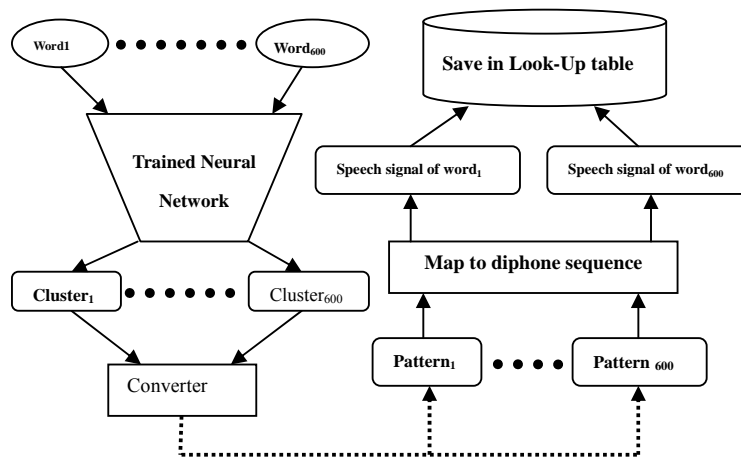 Word1
Word600
Save in Look-Up table
Trained Neural
Network
Speech signal of word1
Speech signal of word600
Map to diphone sequence
Cluster1
Cluster600
Pattern1
Pattern 600
Converter